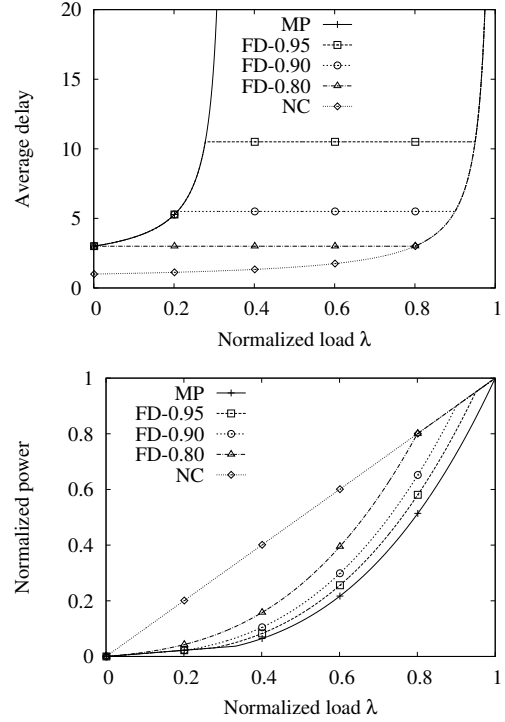 20
15
10
5
0
Average delay
MP
FD-0.95
FD-0.90
FD-0.80
NC
0 0.2 0.4 0.6 0.8 1
Normalized load λ
1
0.8
0.6
0.4
0.2
0
Normalized power
MP
FD-0.95
FD-0.90
FD-0.80
NC
0 0.2 0.4 0.6 0.8 1
Normalized load λ